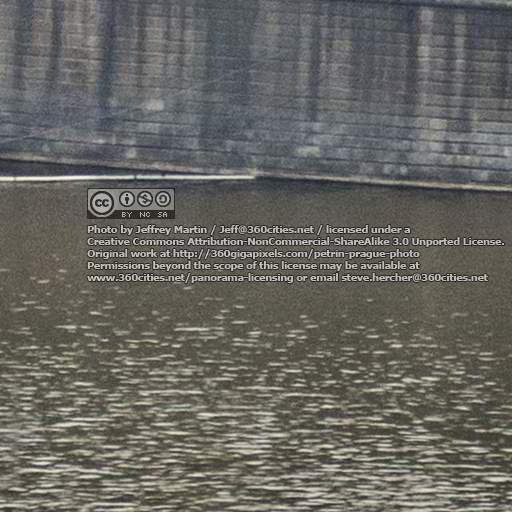 cc
BY NC SA
Photo by Jeffrey Martin / Jeff@360cities.net / licensed under a
Creative Commons Attribution-NonCommercial-ShareAlike 3.0 Unported License.
Original work at http://360gigapixels.com/petrin-prague-photo
Permissions beyond the scope of this license may be available at
www.360cities.net/panorama-licensing or email steve.hercher@360cities.net